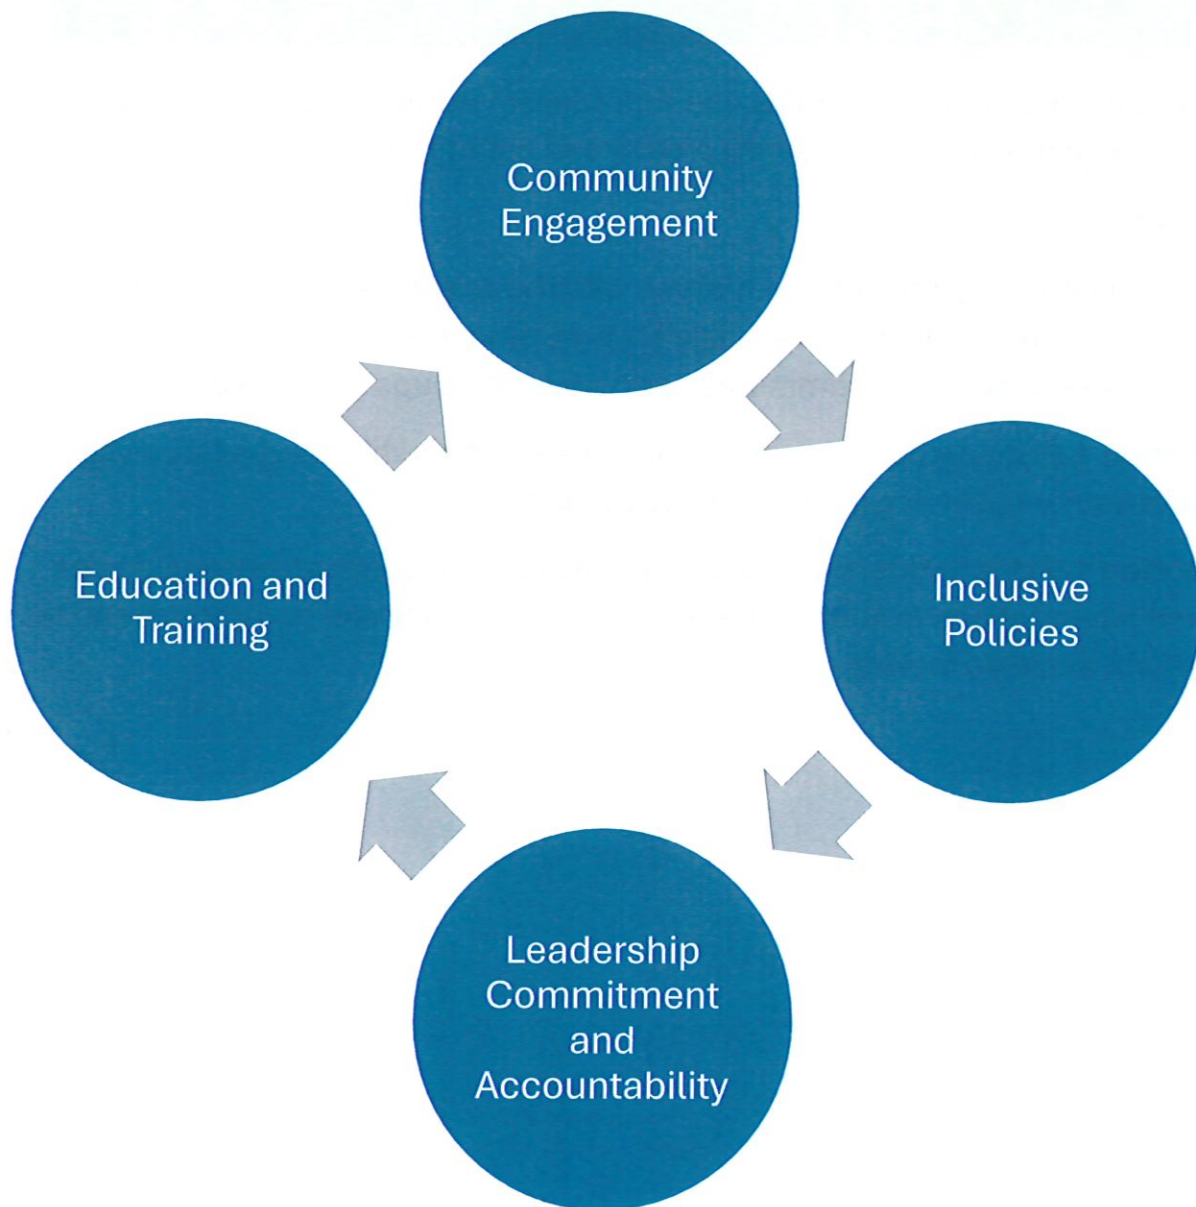 Community
Engagement
Inclusive
Policies
Leadership
Commitment
and
Accountability
Education and
Training